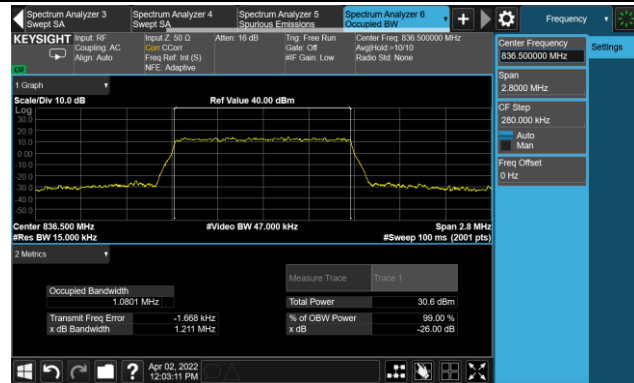 Spectrum Analyzer 3
Swept SA
Spectrum Analyzer 4
Swept SA
Spectrum Analyzer 5
Spurious Emissions
Spectrum Analyzer 6
Occupied BW
Frequency
KEYSIGHT
Input: RF
Coupling: AC
Align: Auto
Input Z: 50 Ω
Corr CCorr
Freq Ref: Int (S)
NFE: Adaptive
Atten: 16 dB
Trig: Free Run
Gate: Off
#IF Gain: Low
Center Freq: 836.500000 MHz
Avg|Hold:>10/10
Radio Std: None
Center Frequency
836.500000 MHz
Settings
Span
2.8000 MHz
CF Step
280.000 kHz
Auto
Man
Freq Offset
0 Hz
1 Graph
Scale/Div 10.0 dB
Ref Value 40.00 dBm
Log
30.0
20.0
10.0
0.00
-10.0
-20.0
-30.0
-40.0
-50.0
Center 836.500 MHz
#Video BW 47.000 kHz
Span 2.8 MHz
#Res BW 15.000 kHz
#Sweep 100 ms (2001 pts)
2 Metrics
Measure Trace
Trace 1
Occupied Bandwidth
1.0801 MHz
Total Power
30.6 dBm
Transmit Freq Error
-1.668 kHz
% of OBW Power
99.00 %
x dB Bandwidth
1.211 MHz
x dB
-26.00 dB
?
Apr 02, 2022
12:03:11 PM